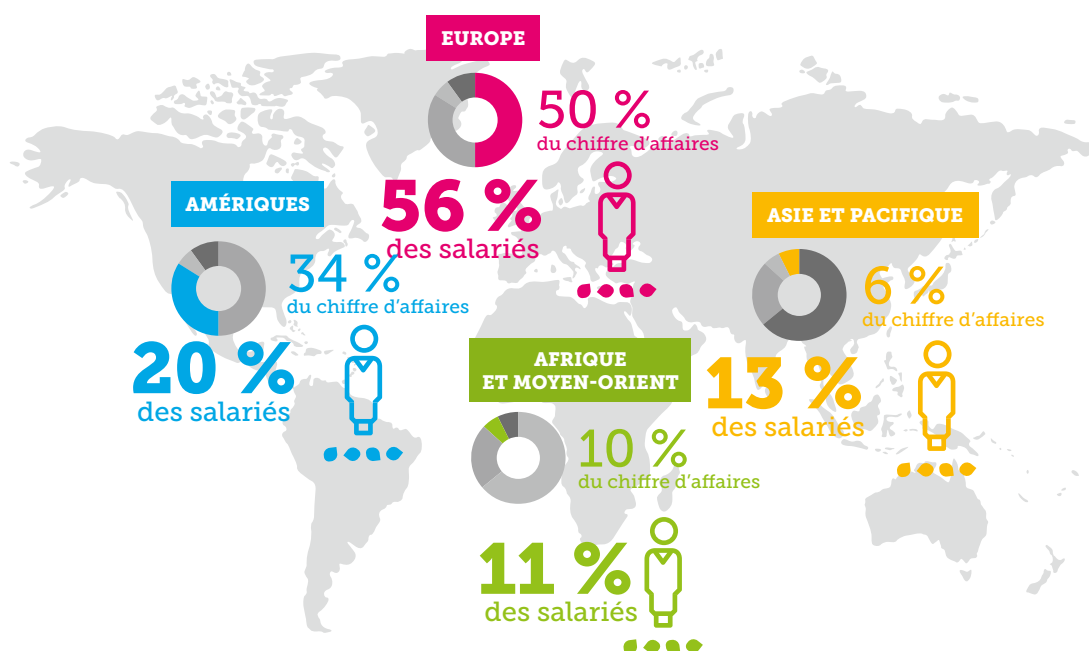 EUROPE
50 %
du chiffre d’affaires
56 %
des salariés
AMÉRIQUES
34 %
du chiffre d’affaires
20 %
des salariés
ASIE ET PACIFIQUE
6 %
du chiffre d’affaires
13 %
des salariés
AFRIQUE
ET MOYEN-ORIENT
10 %
du chiffre d’affaires
11 %
des salariés